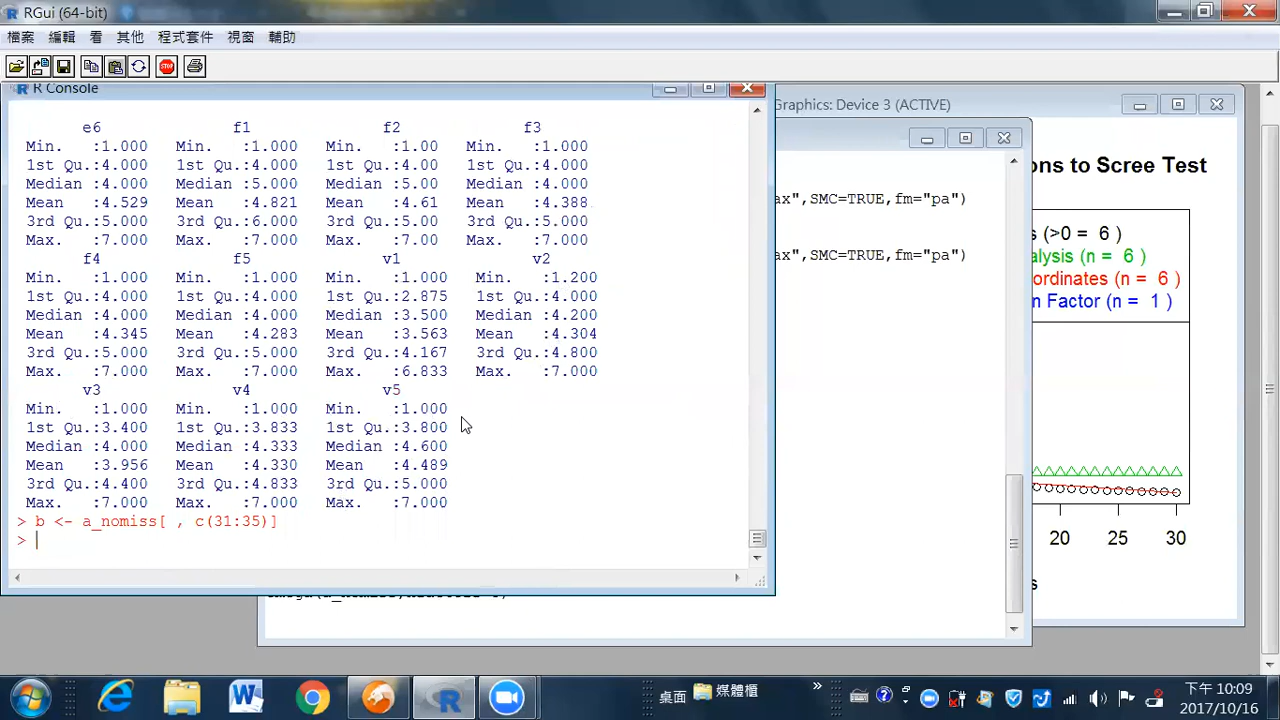 RGui (64-bit)
檔案 編輯 看 其他 程式套件 視窗 輔助
STOP
R Console
e6 f1 f2 f3
Min. :1.000 Min. :1.000 Min. :1.00 Min. :1.000
1st Qu.:4.000 1st Qu.:4.000 1st Qu.:4.00 1st Qu.:4.000
Median :4.000 Median :5.000 Median :5.00 Median :4.000
Mean :4.529 Mean :4.821 Mean :4.61 Mean :4.388
3rd Qu.:5.000 3rd Qu.:6.000 3rd Qu.:5.00 3rd Qu.:5.000
Max. :7.000 Max. :7.000 Max. :7.00 Max. :7.000
f4 f5 v1 v2
Min. :1.000 Min. :1.000 Min. :1.000 Min. :1.200
1st Qu.:4.000 1st Qu.:4.000 1st Qu.:2.875 1st Qu.:4.000
Median :4.000 Median :4.000 Median :3.500 Median :4.200
Mean :4.345 Mean :4.283 Mean :3.563 Mean :4.304
3rd Qu.:5.000 3rd Qu.:5.000 3rd Qu.:4.167 3rd Qu.:4.800
Max. :7.000 Max. :7.000 Max. :6.833 Max. :7.000
v3 v4 v5
Min. :1.000 Min. :1.000 Min. :1.000
1st Qu.:3.400 1st Qu.:3.833 1st Qu.:3.800
Median :4.000 Median :4.333 Median :4.600
Mean :3.956 Mean :4.330 Mean :4.489
3rd Qu.:4.400 3rd Qu.:4.833 3rd Qu.:5.000
Max. :7.000 Max. :7.000 Max. :7.000
> b <- a_nomiss[ , c(31:35)]
>
Graphics: Device 3 (ACTIVE)
ax",SMC=TRUE,fm="pa")
ax",SMC=TRUE,fm="pa")
ons to Scree Test
s (>0 = 6 )
alysis (n = 6 )
oordinates (n = 6 )
n Factor (n = 1 )
20 25 30
s
桌面 媒體櫃 »
下午 10:09
2017/10/16